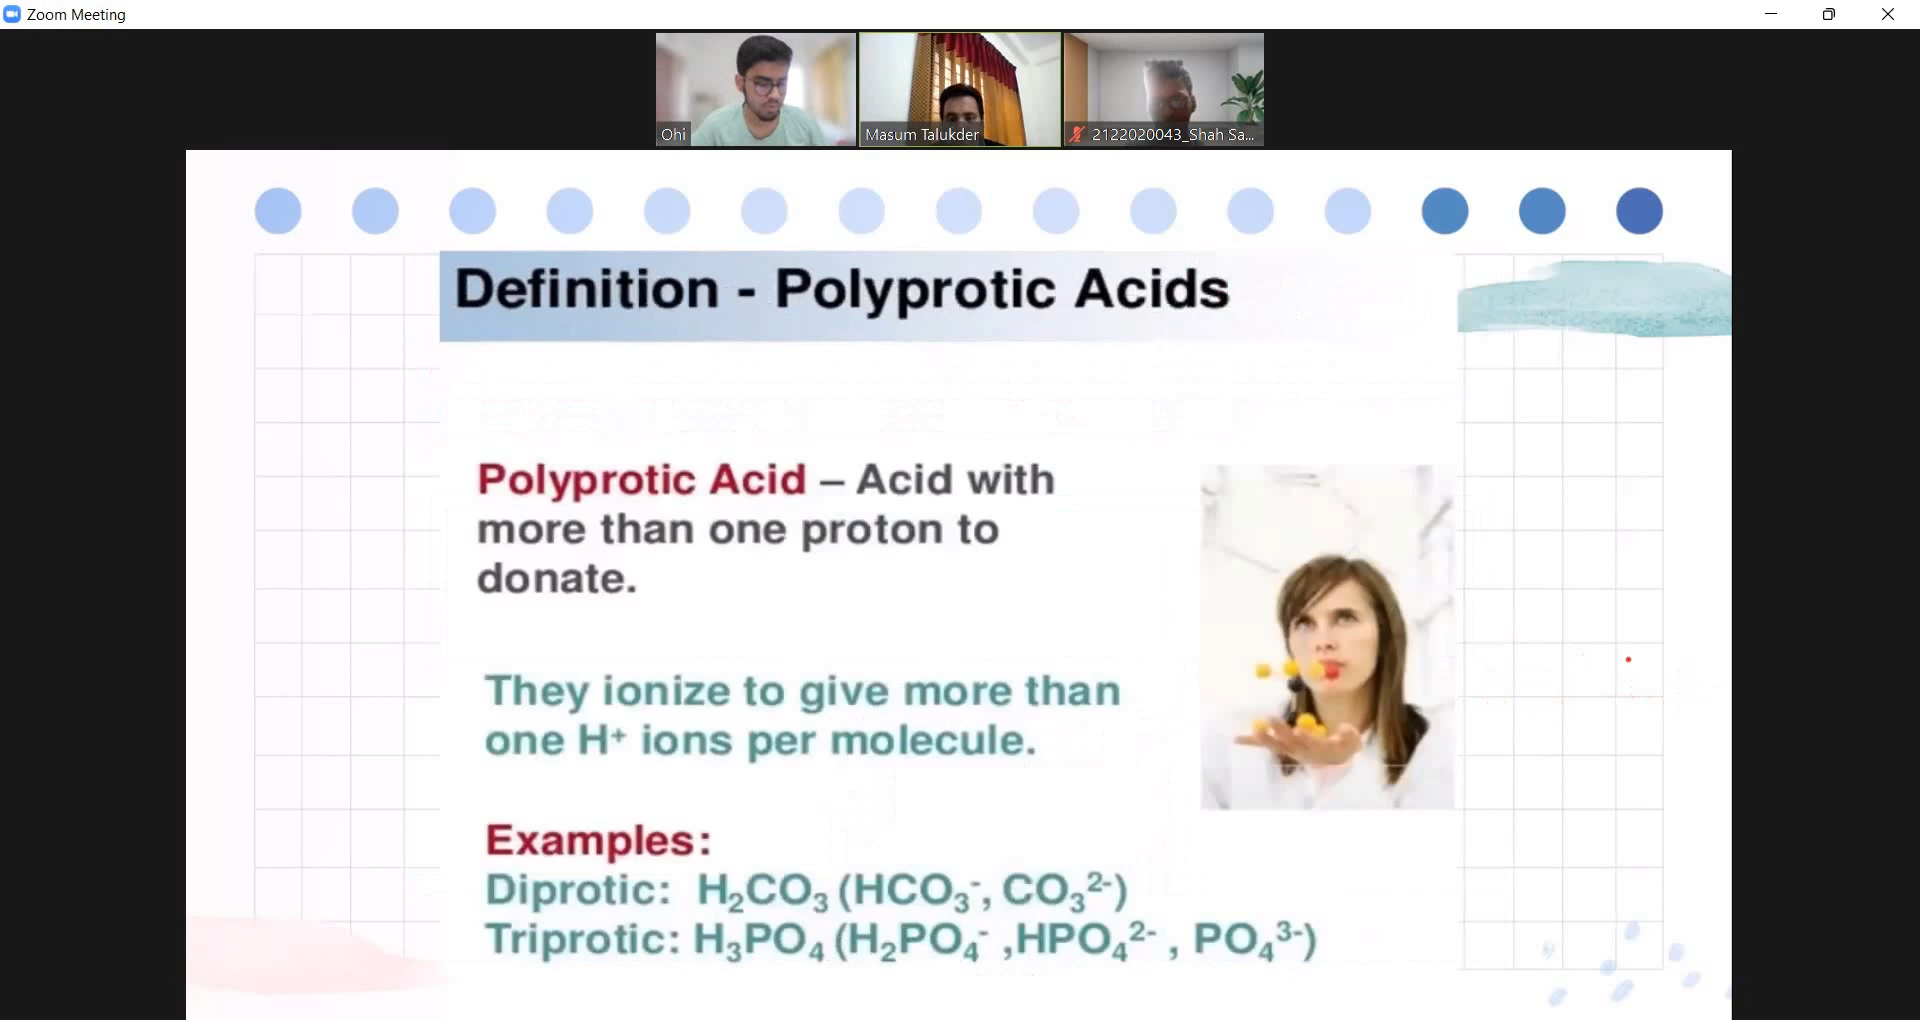 Zoom Meeting
Ohi
Masum Talukder
2122020043_Shah Sa...
Definition - Polyprotic Acids
Polyprotic Acid – Acid with
more than one proton to
donate.
They ionize to give more than
one H⁺ ions per molecule.
Examples:
Diprotic: H₂CO₃ (HCO₃⁻, CO₃²⁻)
Triprotic: H₃PO₄ (H₂PO₄⁻ ,HPO₄²⁻ , PO₄³⁻)